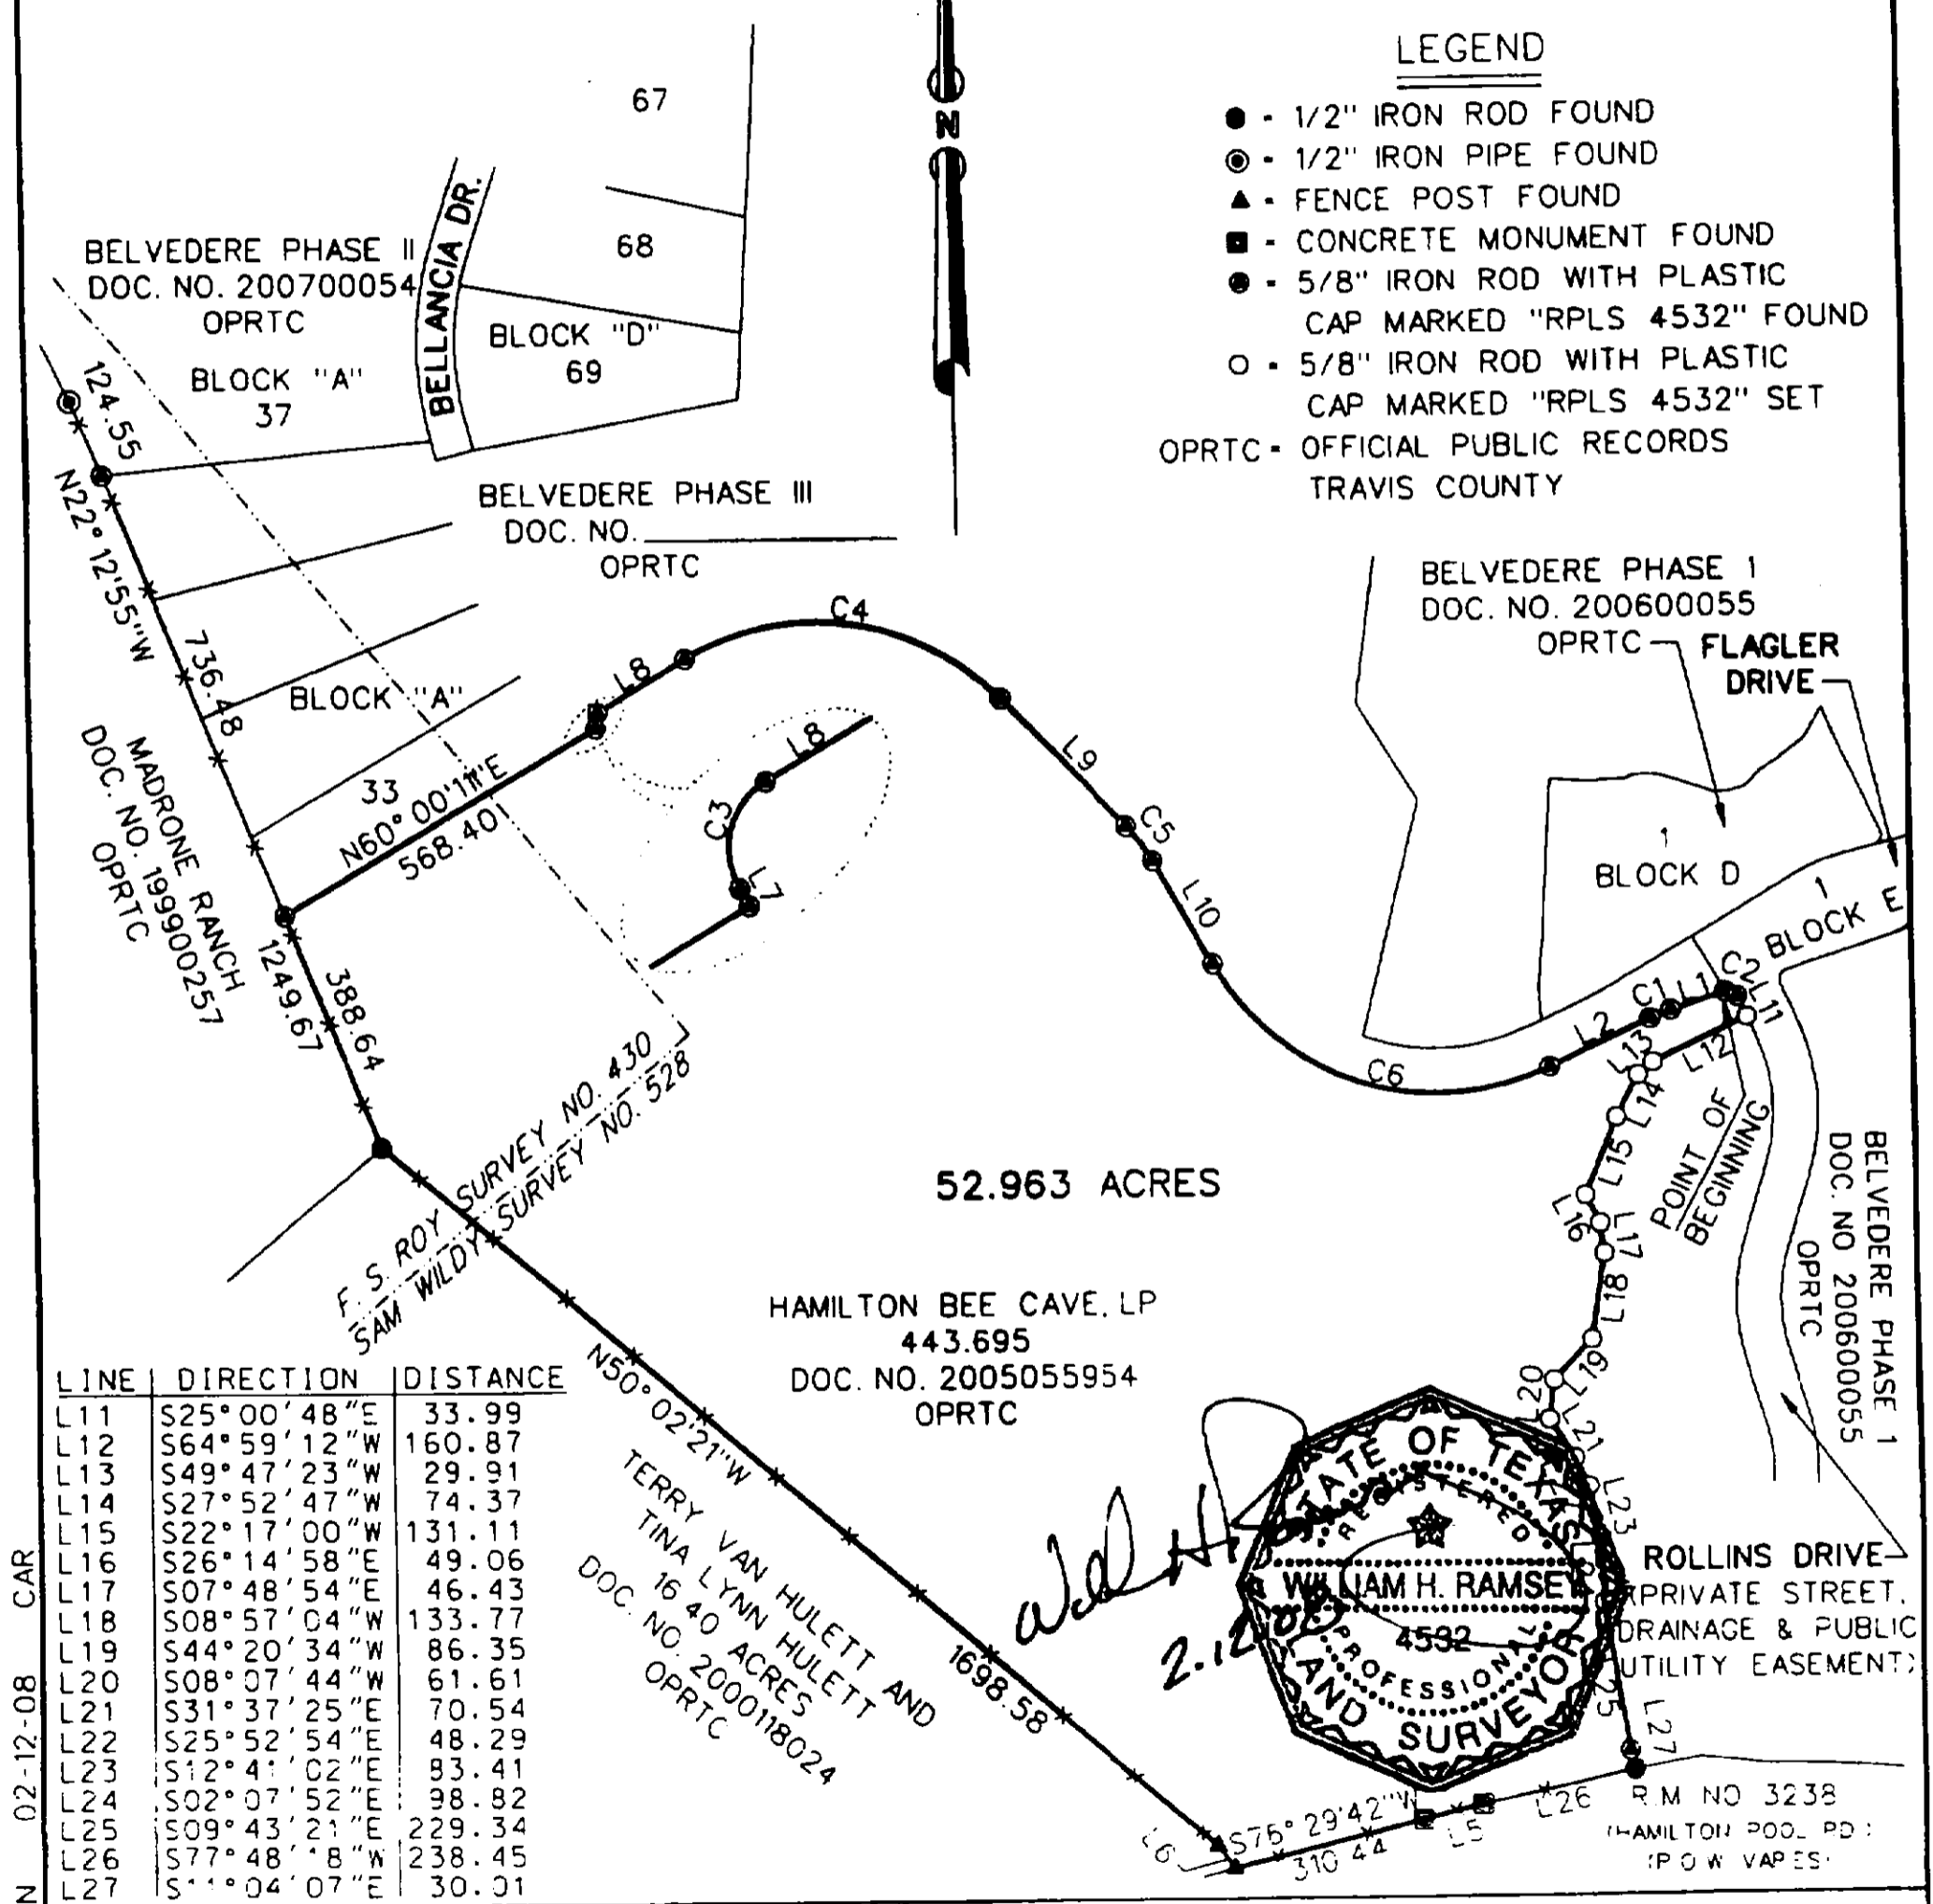 LEGEND
1/2" IRON ROD FOUND
1/2" IRON PIPE FOUND
FENCE POST FOUND
CONCRETE MONUMENT FOUND
5/8" IRON ROD WITH PLASTIC
CAP MARKED "RPLS 4532" FOUND
5/8" IRON ROD WITH PLASTIC
CAP MARKED "RPLS 4532" SET
OPRTC - OFFICIAL PUBLIC RECORDS
TRAVIS COUNTY
N
67
68
BLOCK "D"
69
BELLANCIA DR.
BELVEDERE PHASE II
DOC. NO. 200700054
OPRTC
BLOCK "A"
37
124.55
N22°12'55"W
736.48
BELVEDERE PHASE III
DOC. NO.
OPRTC
BLOCK "A"
33
N60°00'11"E
568.40
MADRONE RANCH
DOC. NO. 199900257
OPRTC
1249.67
388.64
L8
C4
L9
C5
L10
C6
L8
C3
L7
BELVEDERE PHASE 1
DOC. NO. 200600055
OPRTC
FLAGLER
DRIVE
1
BLOCK D
1
BLOCK E
L2
C1
L1
C2
L11
L12
L13
L14
L15
L16
L17
L18
L19
L20
L21
L23
L25
L27
POINT OF
BEGINNING
BELVEDERE PHASE 1
DOC. NO 200600055
OPRTC
F. S. ROY SURVEY NO. 430
SAM WILDY SURVEY NO. 528
52.963 ACRES
HAMILTON BEE CAVE, LP
443.695
DOC. NO. 2005055954
OPRTC
N50°02'21"W
1698.58
TERRY VAN HULETT AND
TINA LYNN HULETT
16.40 ACRES
DOC. NO. 2000118024
OPRTC
STATE OF TEXAS
REGISTERED
WILLIAM H. RAMSEY
4532
PROFESSIONAL
LAND SURVEYOR
ROLLINS DRIVE
(PRIVATE STREET,
DRAINAGE & PUBLIC
UTILITY EASEMENT)
L6
S75°29'42"W
310.44
L5
L26
R.M NO 3238
(HAMILTON POOL RD.)
(R.O.W. VARIES)
LINE DIRECTION DISTANCE
L11 S25°00'48"E 33.99
L12 S64°59'12"W 160.87
L13 S49°47'23"W 29.91
L14 S27°52'47"W 74.37
L15 S22°17'00"W 131.11
L16 S26°14'58"E 49.06
L17 S07°48'54"E 46.43
L18 S08°57'04"W 133.77
L19 S44°20'34"W 86.35
L20 S08°07'44"W 61.61
L21 S31°37'25"E 70.54
L22 S25°52'54"E 48.29
L23 S12°41'02"E 83.41
L24 S02°07'52"E 98.82
L25 S09°43'21"E 229.34
L26 S77°48'18"W 238.45
L27 S11°04'07"E 30.01
02-12-08 CAR